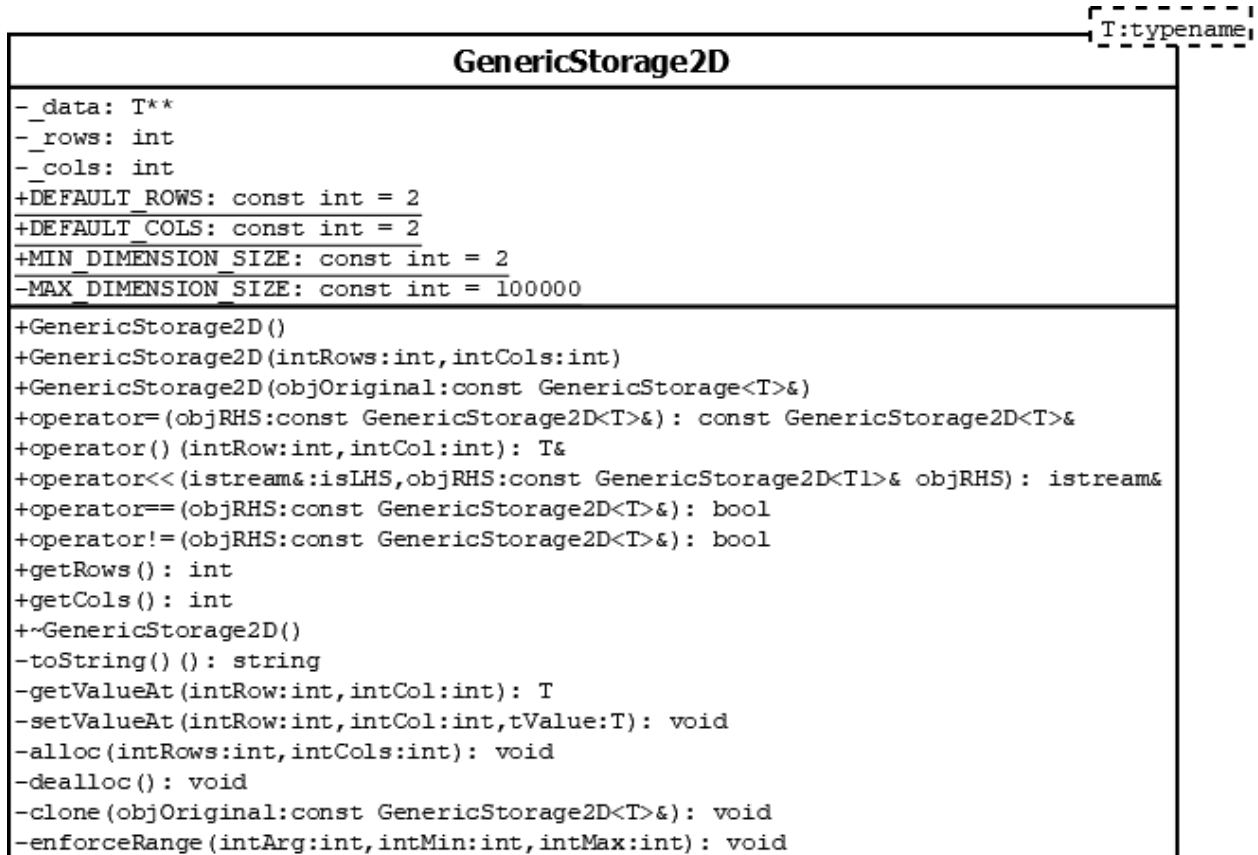 T:typename
GenericStorage2D
-_data: T**
-_rows: int
-_cols: int
+DEFAULT_ROWS: const int = 2
+DEFAULT_COLS: const int = 2
+MIN_DIMENSION_SIZE: const int = 2
-MAX_DIMENSION_SIZE: const int = 100000
+GenericStorage2D()
+GenericStorage2D(intRows:int,intCols:int)
+GenericStorage2D(objOriginal:const GenericStorage<T>&)
+operator=(objRHS:const GenericStorage2D<T>&): const GenericStorage2D<T>&
+operator()(intRow:int,intCol:int): T&
+operator<<(istream&:isLHS,objRHS:const GenericStorage2D<T1>& objRHS): istream&
+operator==(objRHS:const GenericStorage2D<T>&): bool
+operator!=(objRHS:const GenericStorage2D<T>&): bool
+getRows(): int
+getCols(): int
+~GenericStorage2D()
-toString()(): string
-getValueAt(intRow:int,intCol:int): T
-setValueAt(intRow:int,intCol:int,tValue:T): void
-alloc(intRows:int,intCols:int): void
-dealloc(): void
-clone(objOriginal:const GenericStorage2D<T>&): void
-enforceRange(intArg:int,intMin:int,intMax:int): void